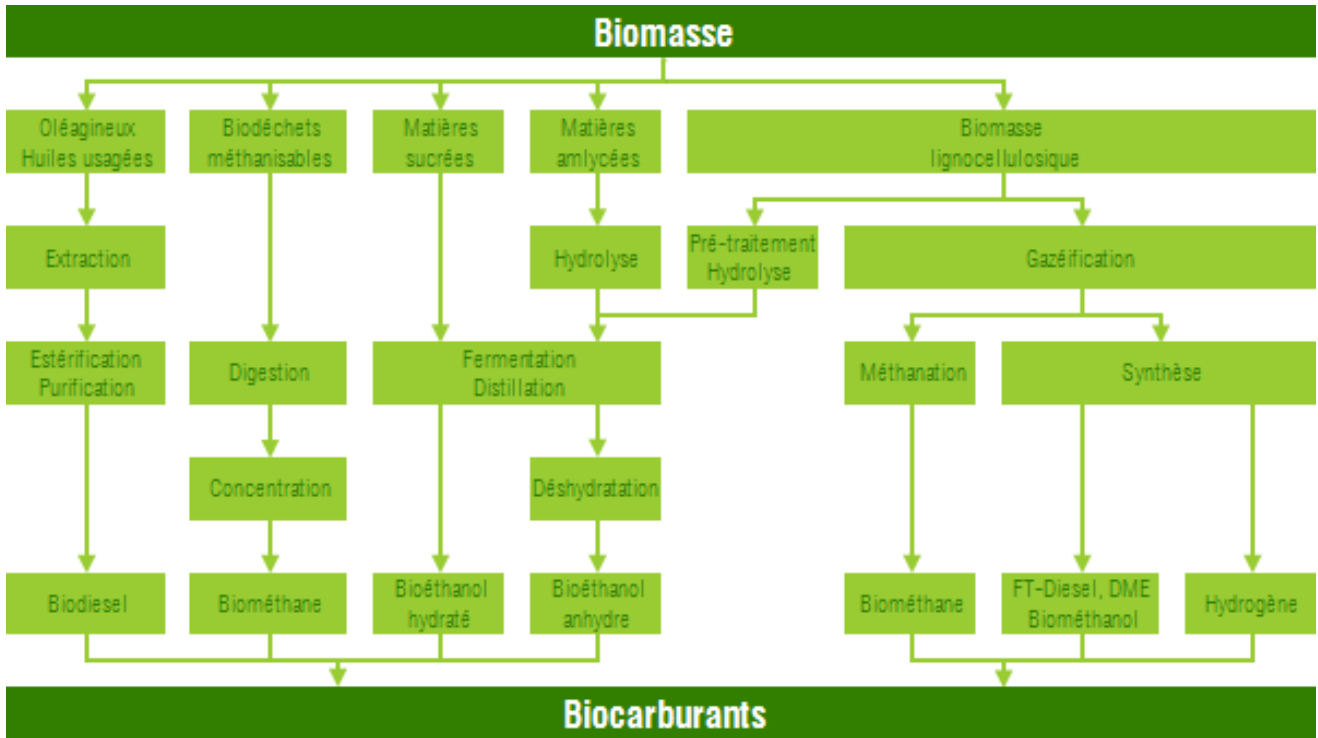 Biomasse
Oléagineux
Huiles usagées
Biodéchets
méthanisables
Matières
sucrées
Matières
amlycées
Biomasse
lignocellulosique
Extraction
Hydrolyse
Pré-traitement
Hydrolyse
Gazéification
Estérification
Purification
Digestion
Fermentation
Distillation
Méthanation
Synthèse
Concentration
Déshydratation
Biodiesel
Biométhane
Bioéthanol
hydraté
Bioéthanol
anhydre
Biométhane
FT-Diesel, DME
Biométhanol
Hydrogène
Biocarburants